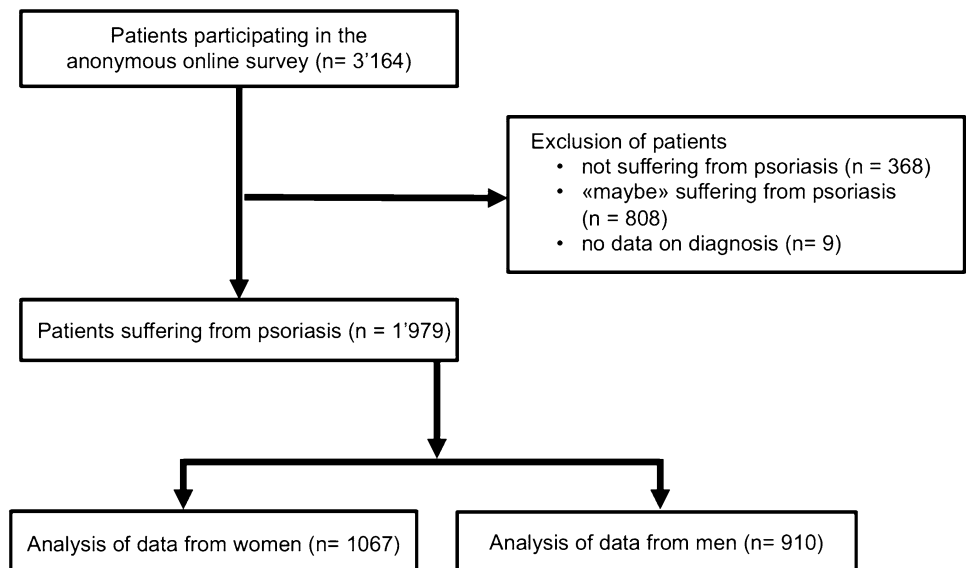 Patients participating in the
anonymous online survey (n= 3’164)
Exclusion of patients
• not suffering from psoriasis (n = 368)
• «maybe» suffering from psoriasis
(n = 808)
• no data on diagnosis (n= 9)
Patients suffering from psoriasis (n = 1’979)
Analysis of data from women (n= 1067)
Analysis of data from men (n= 910)